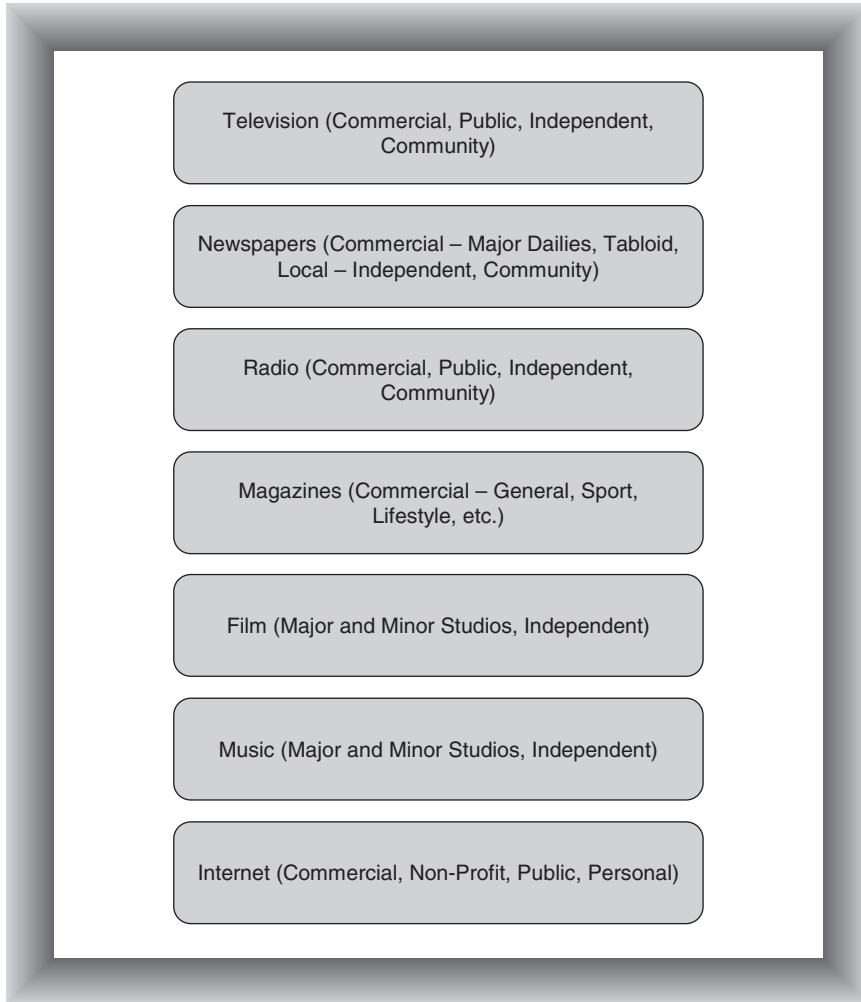 Television (Commercial, Public, Independent,
Community)
Newspapers (Commercial – Major Dailies, Tabloid,
Local – Independent, Community)
Radio (Commercial, Public, Independent,
Community)
Magazines (Commercial – General, Sport,
Lifestyle, etc.)
Film (Major and Minor Studios, Independent)
Music (Major and Minor Studios, Independent)
Internet (Commercial, Non-Profit, Public, Personal)